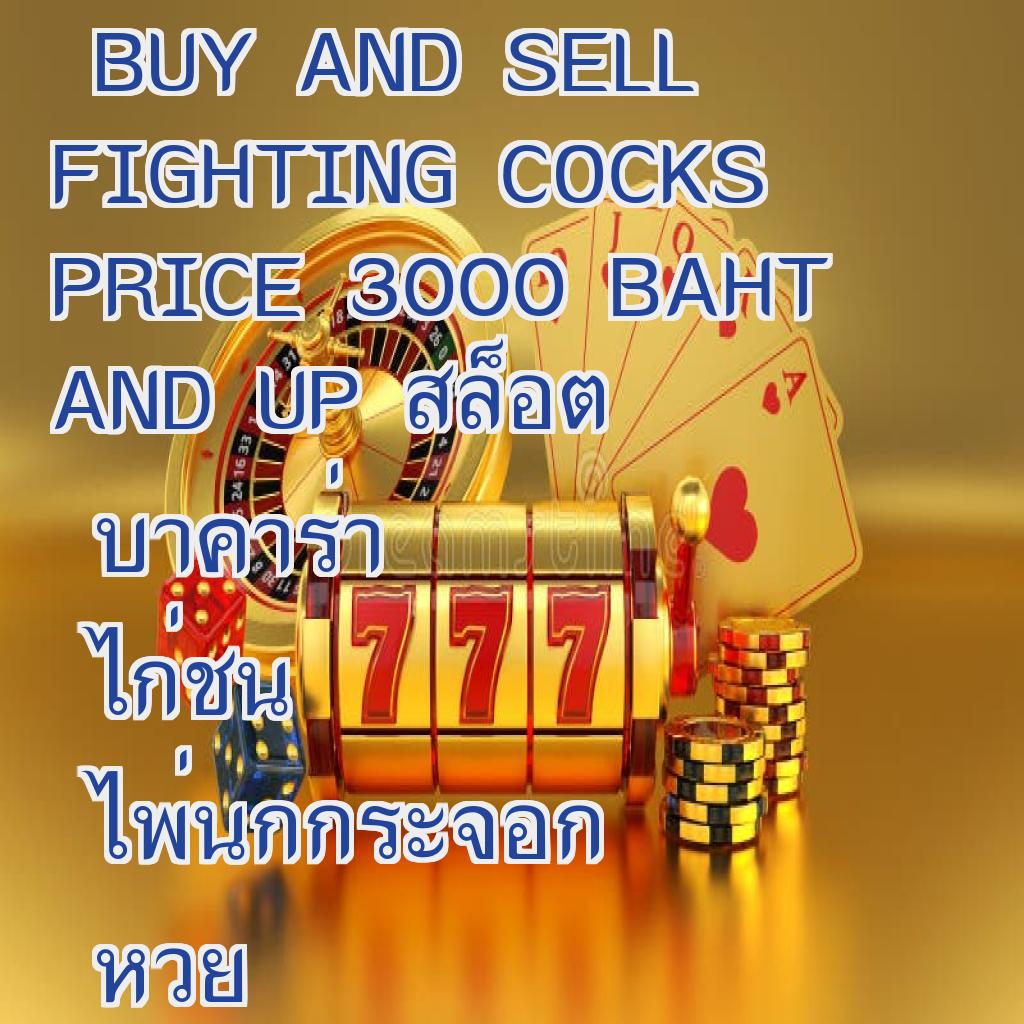 BUY AND SELL
FIGHTING COCKS
PRICE 3000 BAHT
AND UP สล็อต
บาคาร่า
ไก่ชน
ไพ่นกกระจอก
หวย